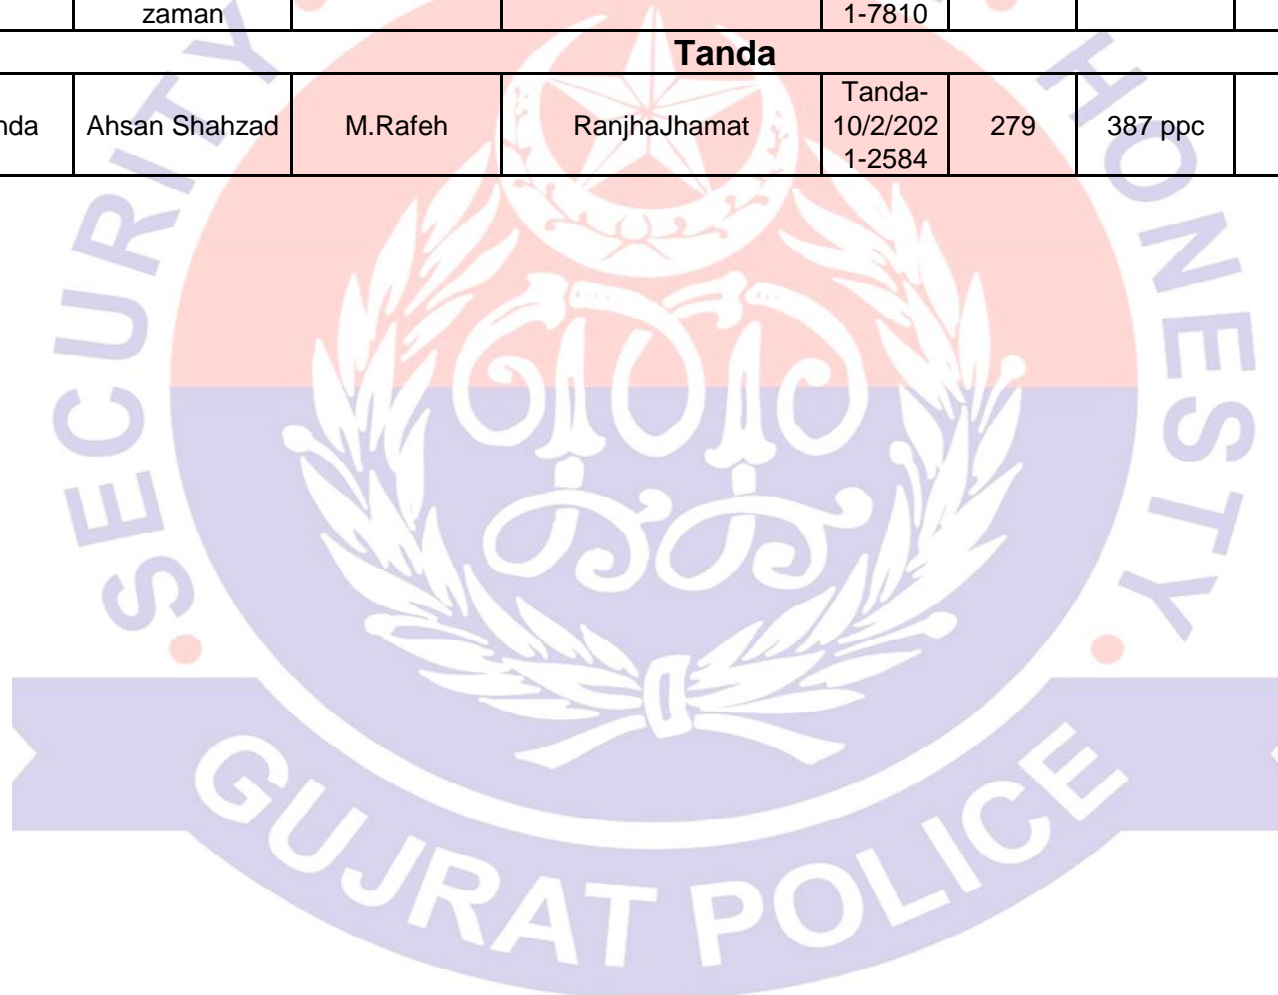 zaman
1-7810
Tanda
nda
Ahsan Shahzad
M.Rafeh
RanjhaJhamat
Tanda-
10/2/202
1-2584
279
387 ppc
SECURITY
HONESTY
GUJRAT POLICE